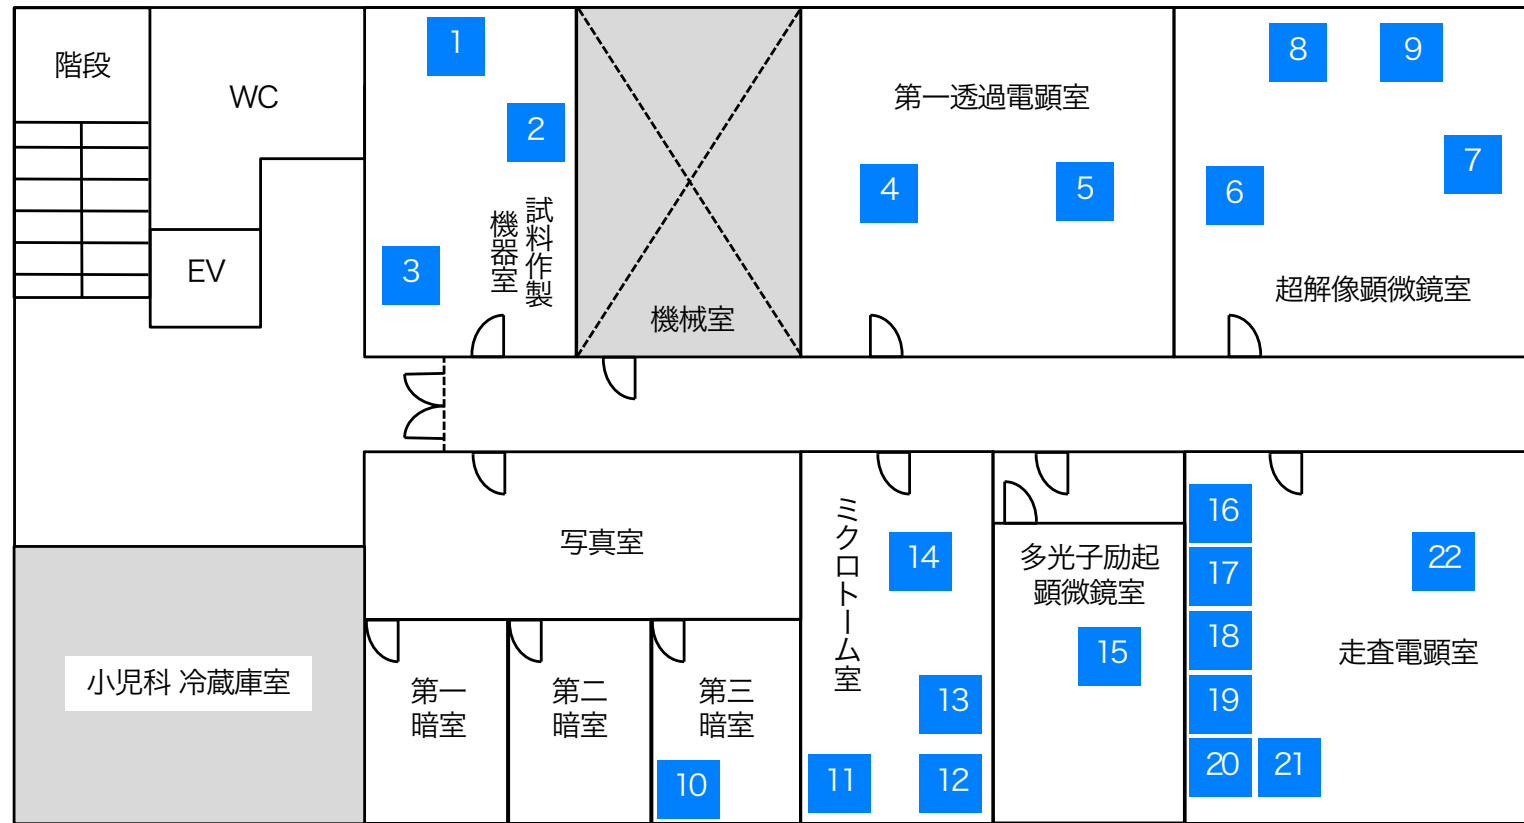 階段
WC
EV
1
2
3
試料作製
機器室
機械室
第一透過電顕室
4
5
8
9
7
6
超解像顕微鏡室
写真室
小児科 冷蔵庫室
第一
暗室
第二
暗室
第三
暗室
10
ミクロトーム室
14
13
11
12
多光子励起
顕微鏡室
15
16
17
18
19
20
21
22
走査電顕室